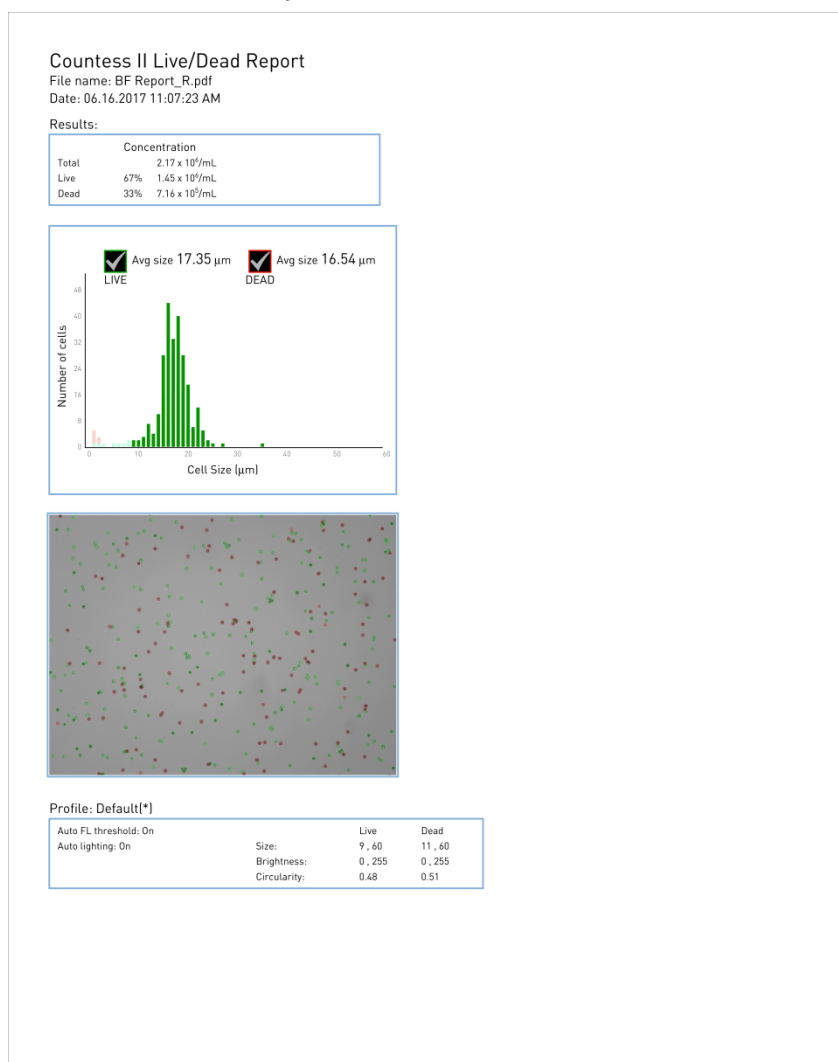 Countess II Live/Dead Report
File name: BF Report_R.pdf
Date: 06.16.2017 11:07:23 AM
Results:
Concentration
Total 2.17 x 10⁶/mL
Live 67% 1.45 x 10⁶/mL
Dead 33% 7.16 x 10⁵/mL
Avg size 17.35 µm Avg size 16.54 µm
LIVE DEAD
Number of cells
48
40
32
24
16
8
0
0 10 20 30 40 50 60
Cell Size (µm)
Profile: Default(*)
Auto FL threshold: On Live Dead
Auto lighting: On Size: 9 , 60 11 , 60
Brightness: 0 , 255 0 , 255
Circularity: 0.48 0.51